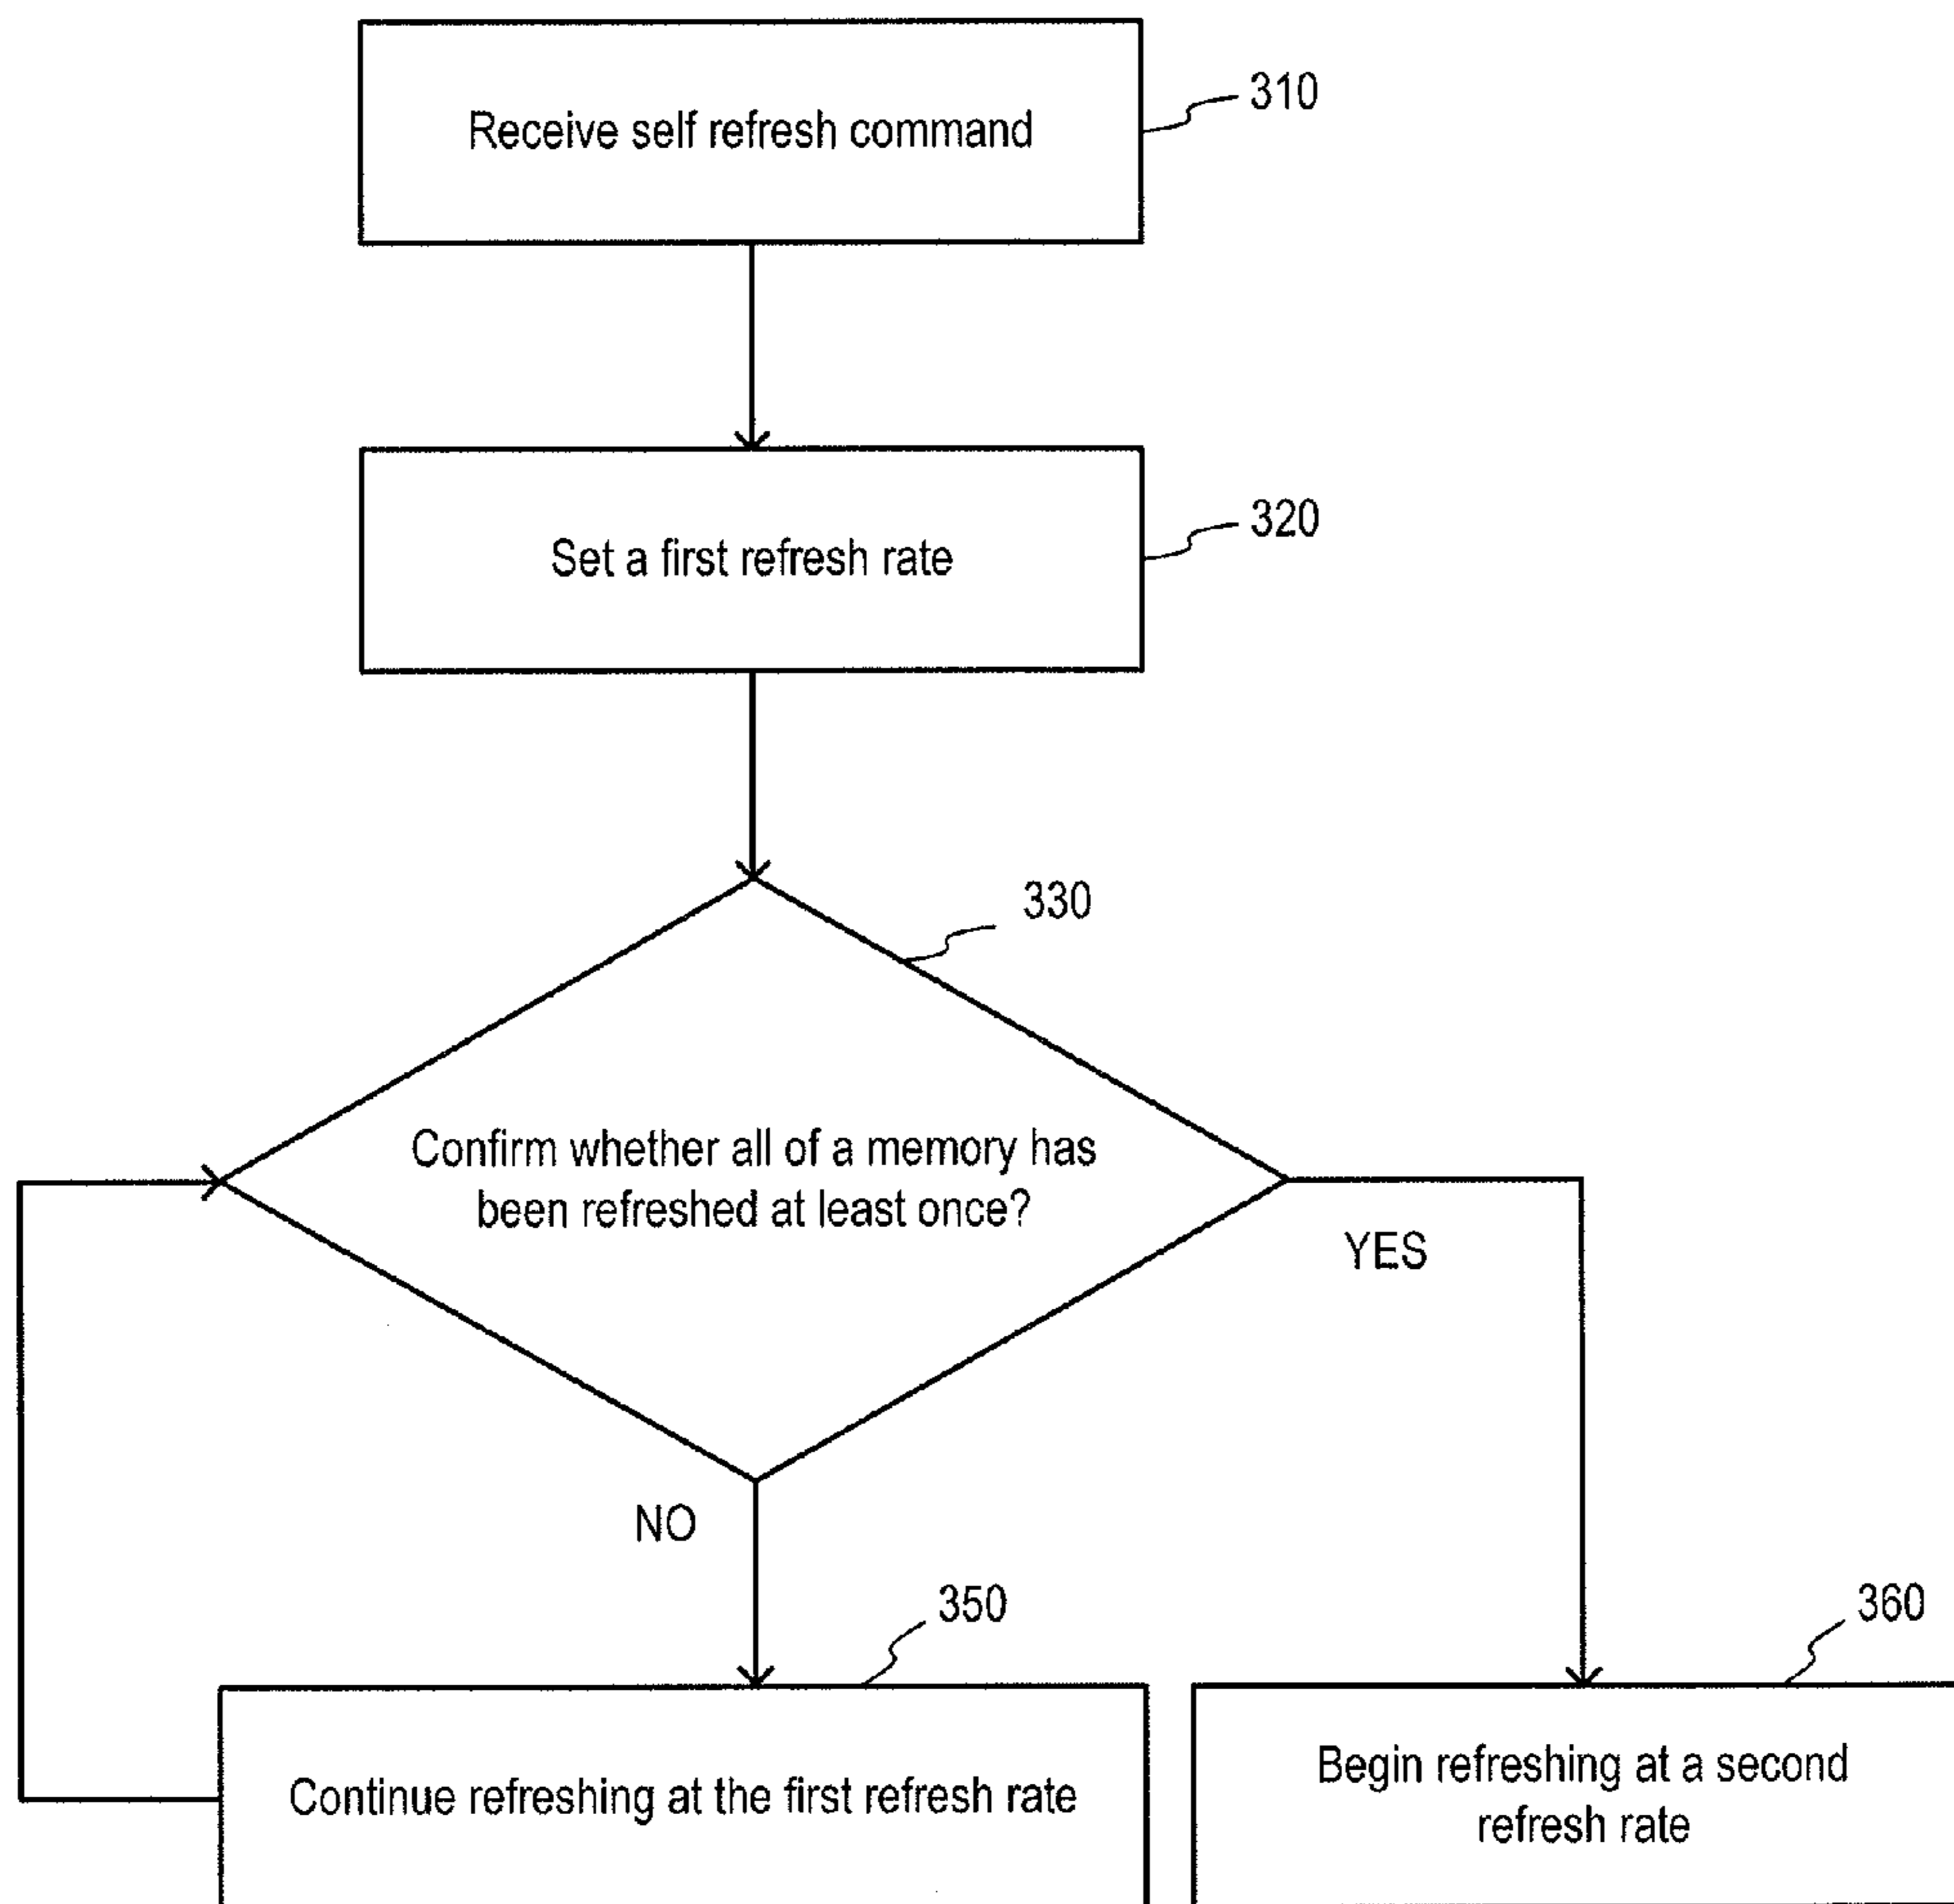 Receive self refresh command
310
Set a first refresh rate
320
330
Confirm whether all of a memory has
been refreshed at least once?
YES
NO
350
360
Continue refreshing at the first refresh rate
Begin refreshing at a second
refresh rate